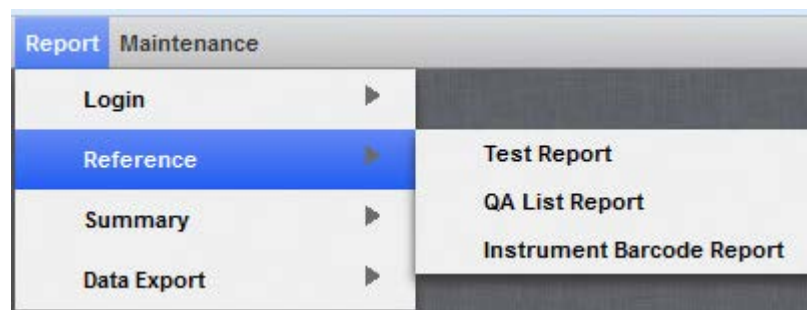 Report Maintenance
Login
Reference
Test Report
QA List Report
Summary
Instrument Barcode Report
Data Export